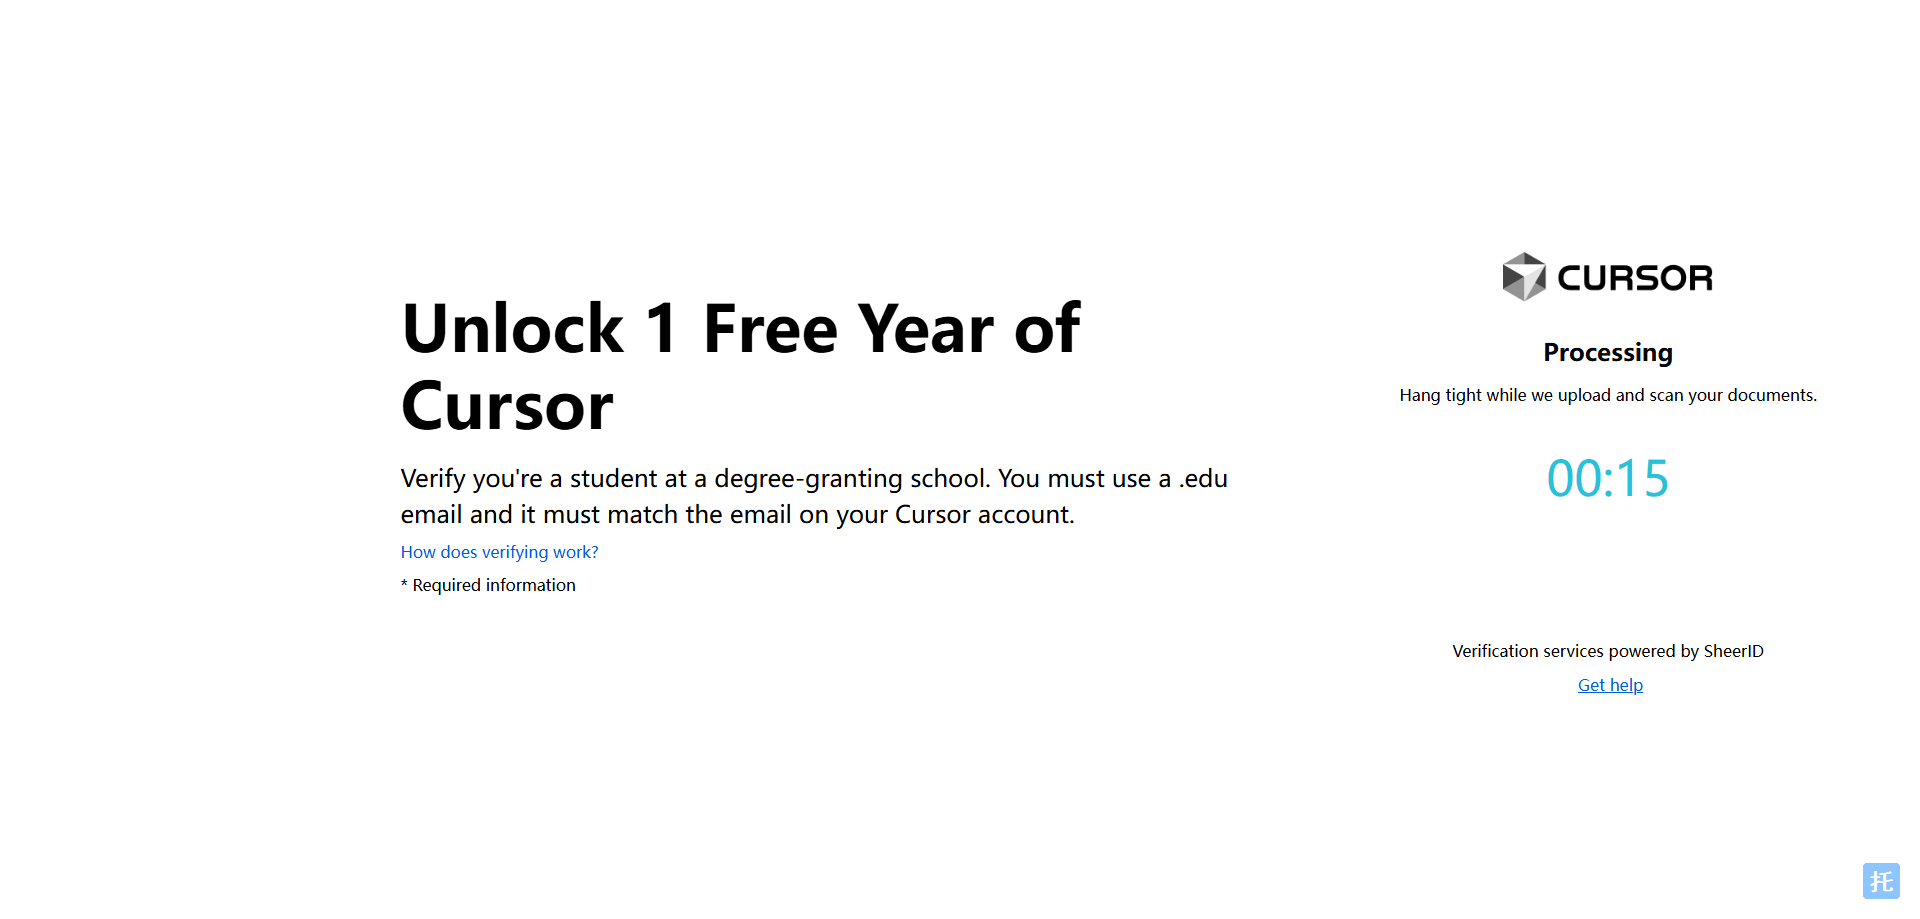 Unlock 1 Free Year of
Cursor
Verify you're a student at a degree-granting school. You must use a .edu
email and it must match the email on your Cursor account.
How does verifying work?
* Required information
CURSOR
Processing
Hang tight while we upload and scan your documents.
00:15
Verification services powered by SheerID
Get help
托